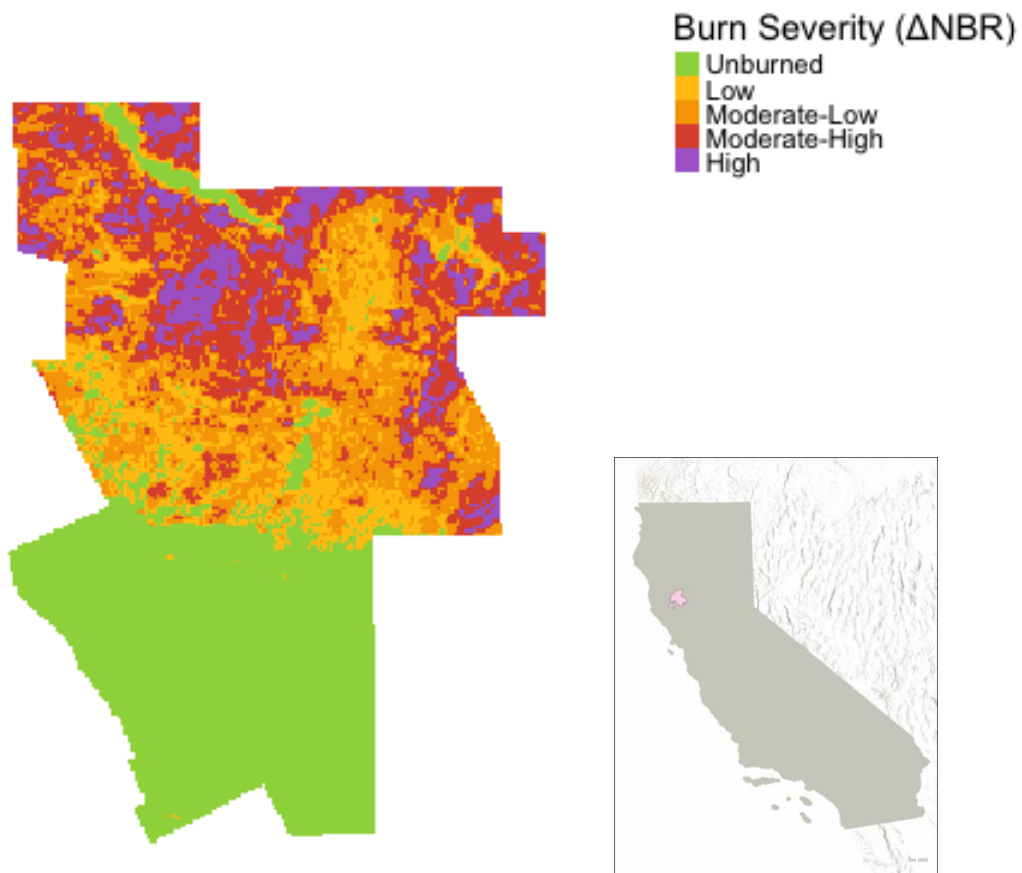 Burn Severity (ΔNBR)
Unburned
Low
Moderate-Low
Moderate-High
High